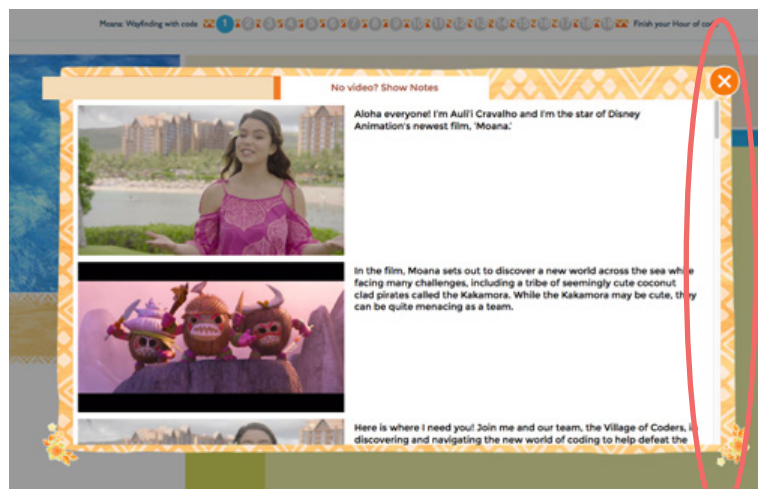 Moana: Wayfinding with code 1 Finish your Hour of
No video? Show Notes
Aloha everyone! I'm Auli'i Cravalho and I'm the star of Disney
Animation's newest film, 'Moana.'
In the film, Moana sets out to discover a new world across the sea while
facing many challenges, including a tribe of seemingly cute coconut
clad pirates called the Kakamora. While the Kakamora may be cute, they
can be quite menacing as a team.
Here is where I need you! Join me and our team, the Village of Coders, in
discovering and navigating the new world of coding to help defeat the